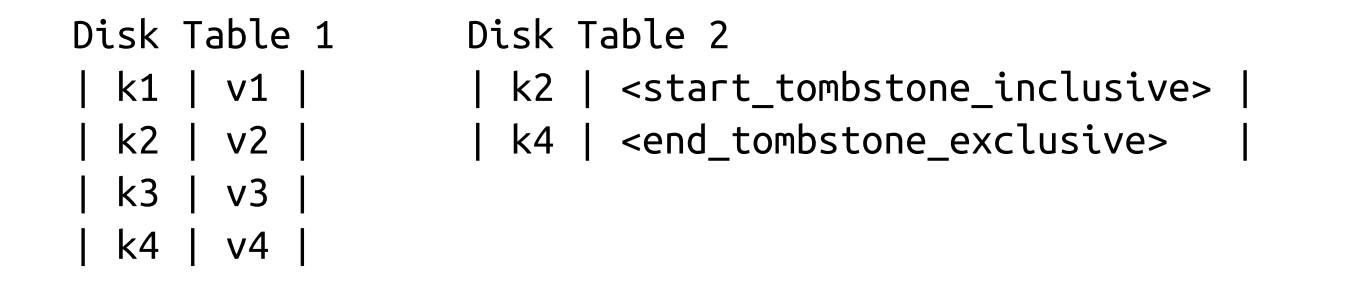 Disk Table 1     Disk Table 2
| k1 | v1 |     | k2 | <start_tombstone_inclusive> |
| k2 | v2 |     | k4 | <end_tombstone_exclusive>   |
| k3 | v3 |
| k4 | v4 |